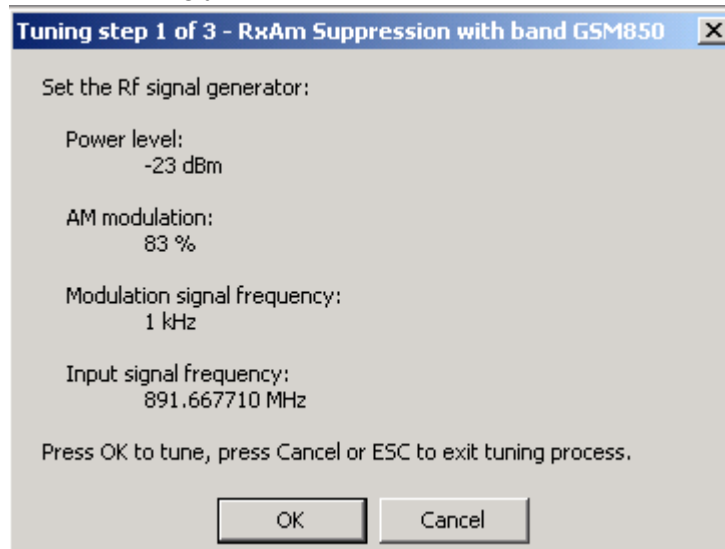 Tuning step 1 of 3 - RxAm Suppression with band GSM850
Set the Rf signal generator:
Power level:
-23 dBm
AM modulation:
83 %
Modulation signal frequency:
1 kHz
Input signal frequency:
891.667710 MHz
Press OK to tune, press Cancel or ESC to exit tuning process.
OK
Cancel